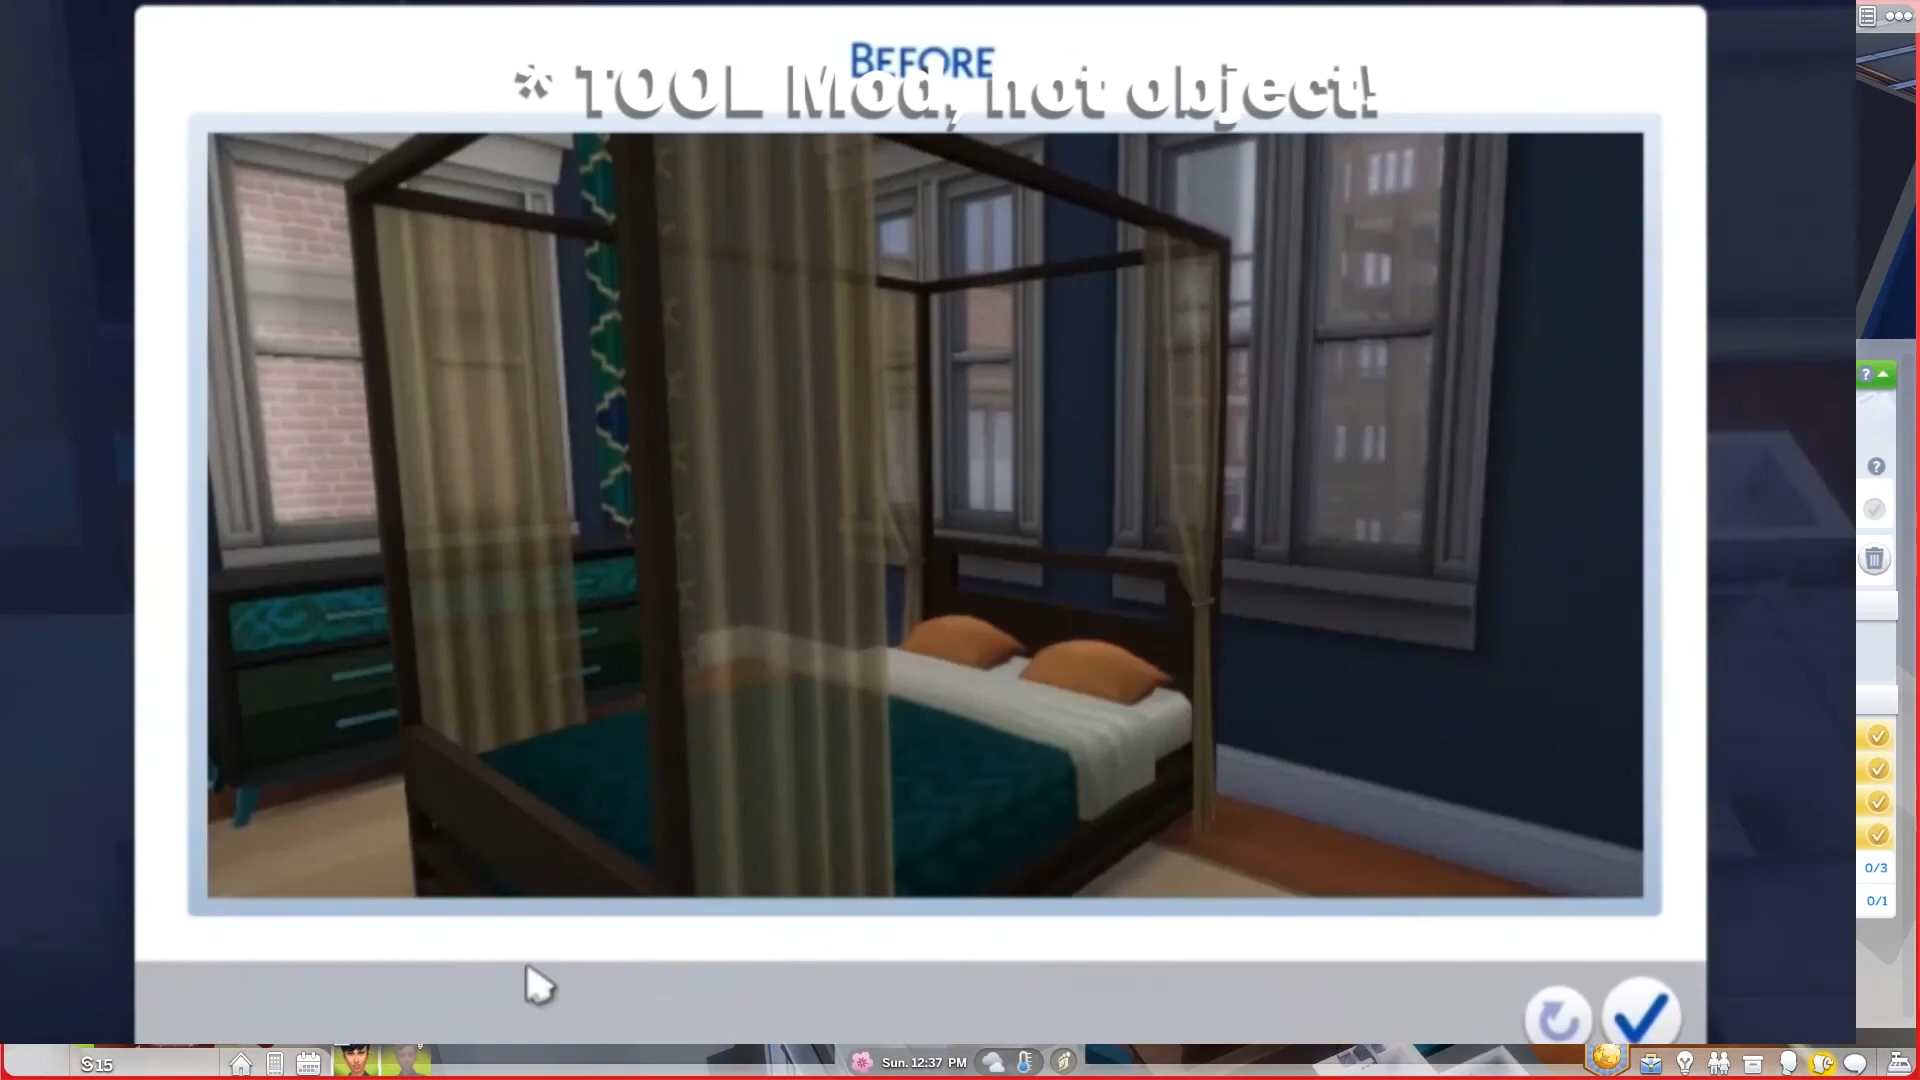 BEFORE
* TOOL Mod, not object!
?
?
0/3
0/1
§15
Sun. 12:37 PM